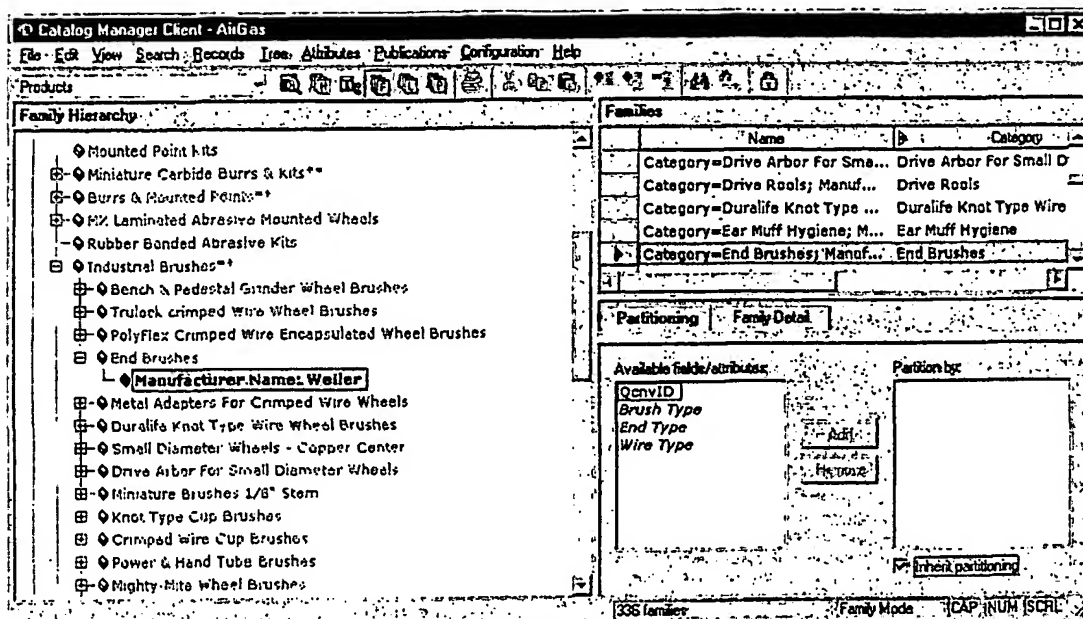 Catalog Manager Client - AirGas
File Edit View Search Records Tree Attributes Publications Configuration Help
Products
Family Hierarchy
Mounted Point Kits
Miniature Carbide Burrs & Kits*+
Burrs & Mounted Points*+
MX Laminated Abrasive Mounted Wheels
Rubber Bonded Abrasive Kits
Industrial Brushes*+
Bench & Pedestal Grinder Wheel Brushes
Trulock crimped Wire Wheel Brushes
PolyFlex Crimped Wire Encapsulated Wheel Brushes
End Brushes
Manufacturer.Name: Weiler
Metal Adapters For Crimped Wire Wheels
Duralife Knot Type Wire Wheel Brushes
Small Diameter Wheels - Copper Center
Drive Arbor For Small Diameter Wheels
Miniature Brushes 1/8" Stem
Knot Type Cup Brushes
Crimped Wire Cup Brushes
Power & Hand Tube Brushes
Mighty-Mite Wheel Brushes
Families
Name Category
Category=Drive Arbor For Sma... Drive Arbor For Small D
Category=Drive Rools; Manuf... Drive Rools
Category=Duralife Knot Type ... Duralife Knot Type Wire
Category=Ear Muff Hygiene; M... Ear Muff Hygiene
Category=End Brushes; Manuf... End Brushes
Partitioning Family Detail
Available fields/attributes: Partition by:
QcnvID
Brush Type
End Type
Wire Type
Add
Remove
Inherit partitioning
336 families Family Mode CAP NUM SCRL